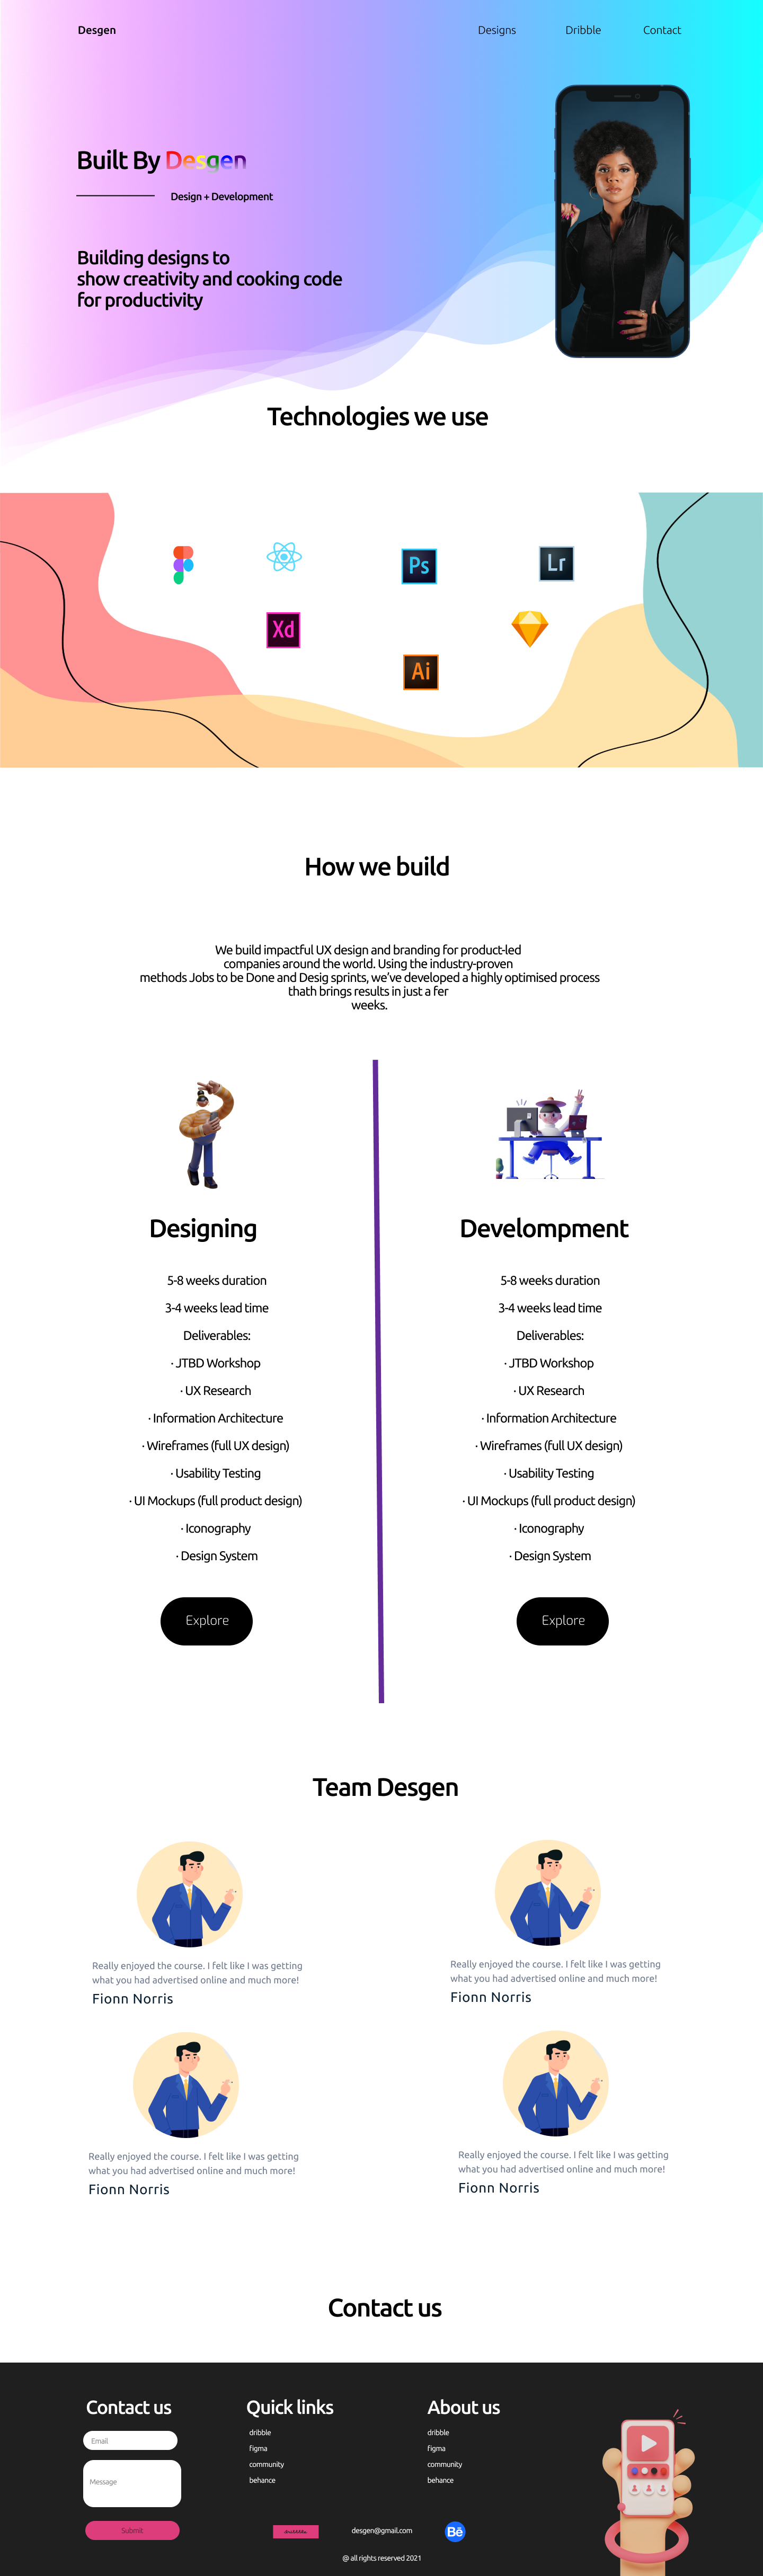 Desgen
Designs
Dribble
Contact
Built By Desgen
Design + Development
Building designs to
show creativity and cooking code
for productivity
Technologies we use
Ps
Lr
Xd
Ai
How we build
We build impactful UX design and branding for product-led
companies around the world. Using the industry-proven
methods Jobs to be Done and Desig sprints, we’ve developed a highly optimised process
thath brings results in just a fer
weeks.
Designing
5-8 weeks duration
3-4 weeks lead time
Deliverables:
· JTBD Workshop
· UX Research
· Information Architecture
· Wireframes (full UX design)
· Usability Testing
· UI Mockups (full product design)
· Iconography
· Design System
Explore
Develompment
5-8 weeks duration
3-4 weeks lead time
Deliverables:
· JTBD Workshop
· UX Research
· Information Architecture
· Wireframes (full UX design)
· Usability Testing
· UI Mockups (full product design)
· Iconography
· Design System
Explore
Team Desgen
Really enjoyed the course. I felt like I was getting
what you had advertised online and much more!
Fionn Norris
Really enjoyed the course. I felt like I was getting
what you had advertised online and much more!
Fionn Norris
Really enjoyed the course. I felt like I was getting
what you had advertised online and much more!
Fionn Norris
Really enjoyed the course. I felt like I was getting
what you had advertised online and much more!
Fionn Norris
Contact us
Contact us
Email
Message
Submit
Quick links
dribble
figma
community
behance
About us
dribble
figma
community
behance
dribbble
desgen@gmail.com
Bē
@ all rights reserved 2021